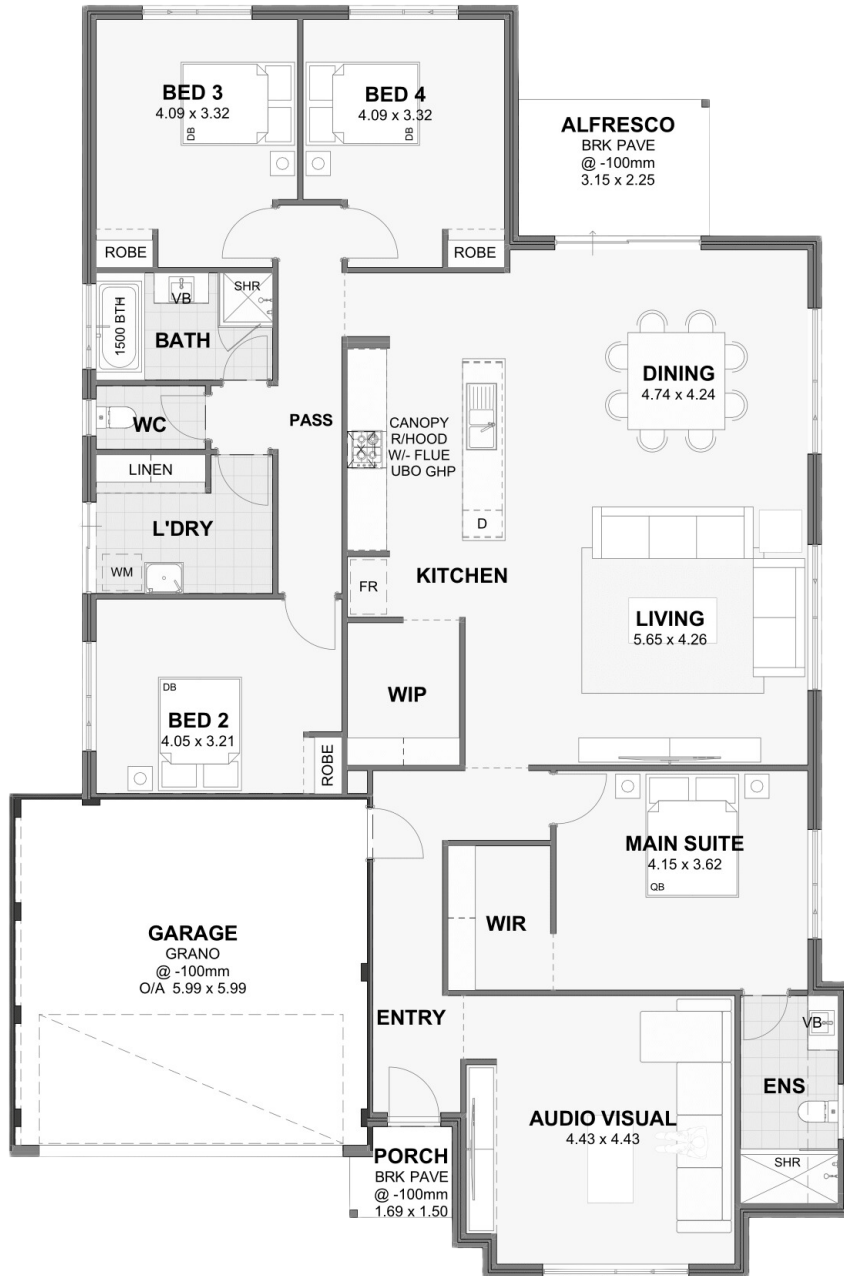 BED 3
4.09 x 3.32
DB
BED 4
4.09 x 3.32
DB
ALFRESCO
BRK PAVE
@ -100mm
3.15 x 2.25
ROBE
ROBE
1500 BTH
VB
SHR
BATH
DINING
4.74 x 4.24
WC
PASS
CANOPY
R/HOOD
W/- FLUE
UBO GHP
LINEN
L'DRY
D
WM
FR
KITCHEN
LIVING
5.65 x 4.26
DB
BED 2
4.05 x 3.21
ROBE
WIP
MAIN SUITE
4.15 x 3.62
QB
WIR
GARAGE
GRANO
@ -100mm
O/A 5.99 x 5.99
ENTRY
VB
ENS
AUDIO VISUAL
4.43 x 4.43
SHR
PORCH
BRK PAVE
@ -100mm
1.69 x 1.50